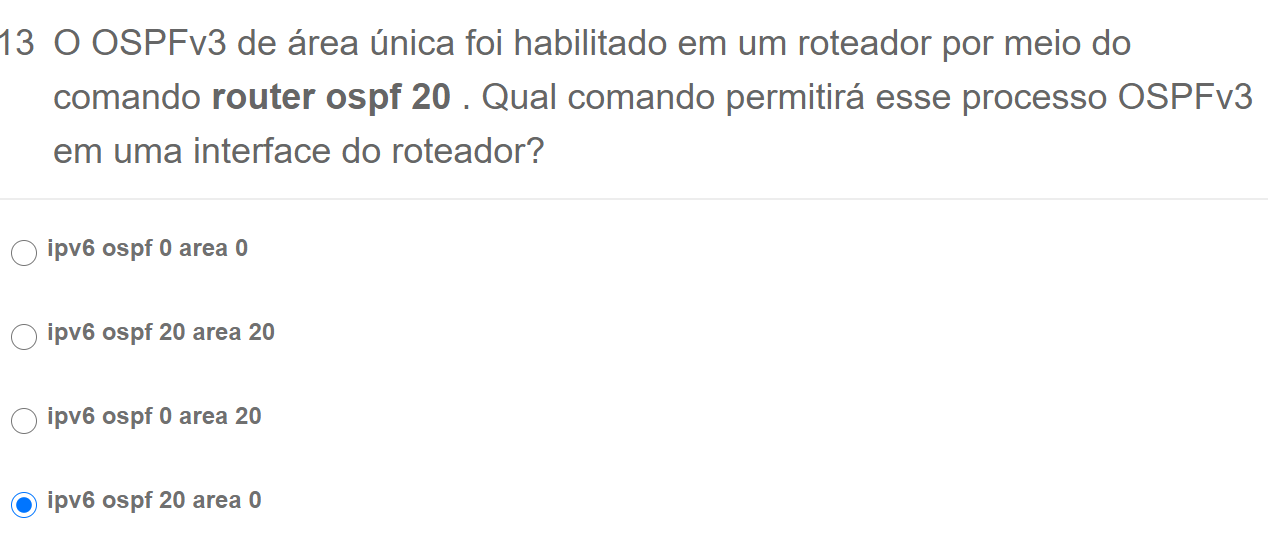 13 O OSPFv3 de área única foi habilitado em um roteador por meio do
comando router ospf 20 . Qual comando permitirá esse processo OSPFv3
em uma interface do roteador?
ipv6 ospf 0 area 0
ipv6 ospf 20 area 20
ipv6 ospf 0 area 20
ipv6 ospf 20 area 0